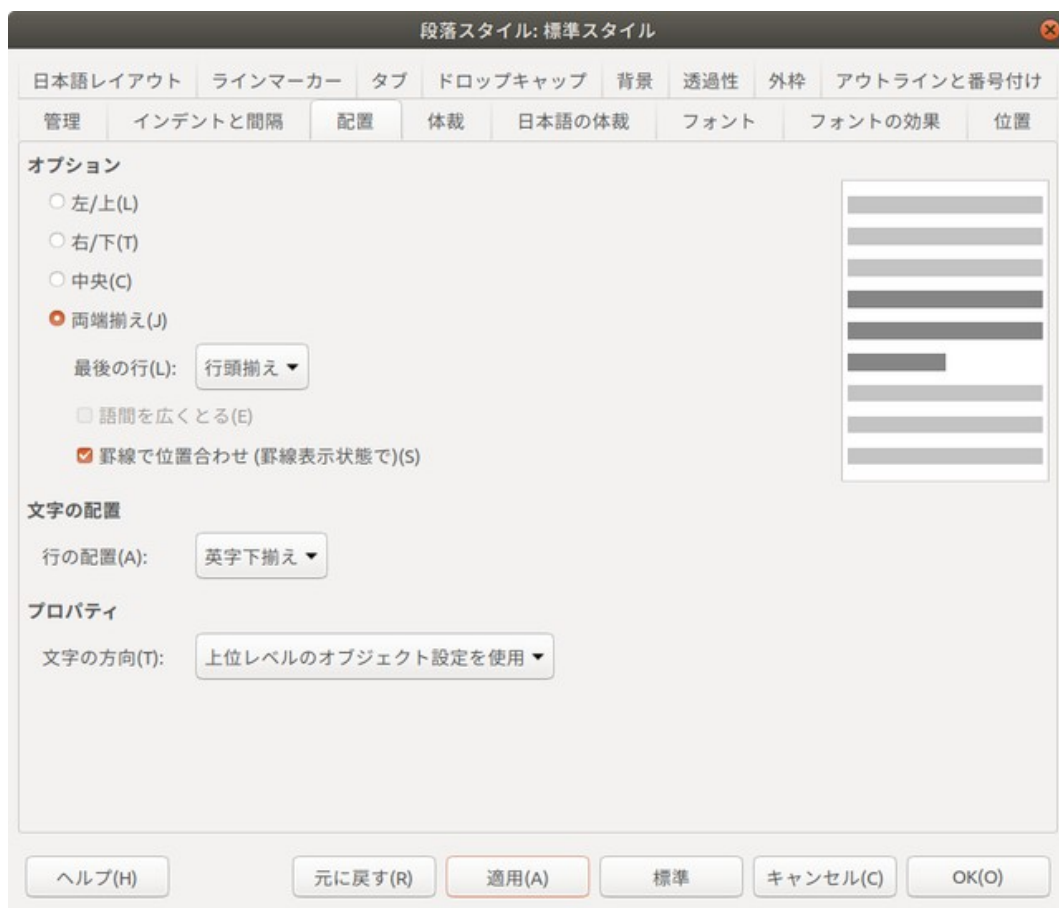 段落スタイル: 標準スタイル
日本語レイアウト ラインマーカー タブ ドロップキャップ 背景 透過性 外枠 アウトラインと番号付け
管理 インデントと間隔 配置 体裁 日本語の体裁 フォント フォントの効果 位置
オプション
左/上(L)
右/下(T)
中央(C)
両端揃え(J)
最後の行(L): 行頭揃え
語間を広くとる(E)
罫線で位置合わせ (罫線表示状態で)(S)
文字の配置
行の配置(A): 英字下揃え
プロパティ
文字の方向(T): 上位レベルのオブジェクト設定を使用
ヘルプ(H) 元に戻す(R) 適用(A) 標準 キャンセル(C) OK(O)